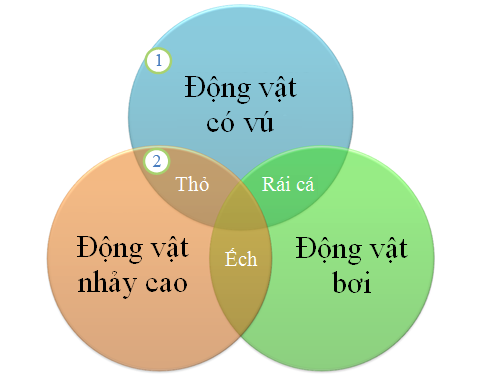 1
Động vật
có vú
2
Thỏ
Rái cá
Động vật
nhảy cao
Ếch
Động vật
bơi